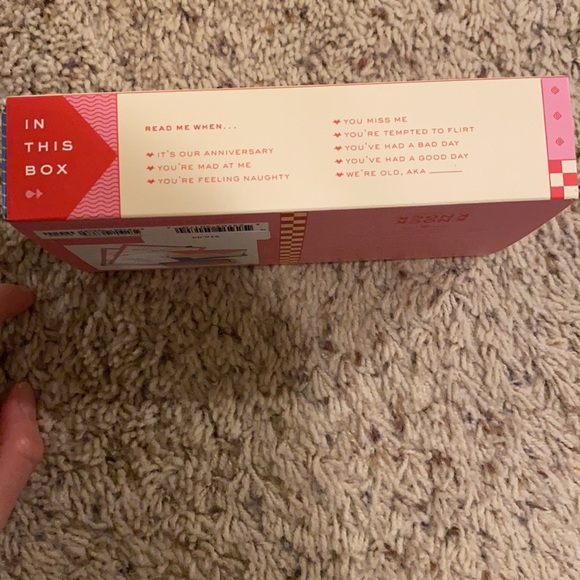 IN
THIS
BOX
READ ME WHEN...
IT'S OUR ANNIVERSARY
YOU'RE MAD AT ME
YOU'RE FEELING NAUGHTY
YOU MISS ME
YOU'RE TEMPTED TO FLIRT
YOU'VE HAD A BAD DAY
YOU'VE HAD A GOOD DAY
WE'RE OLD, AKA ______